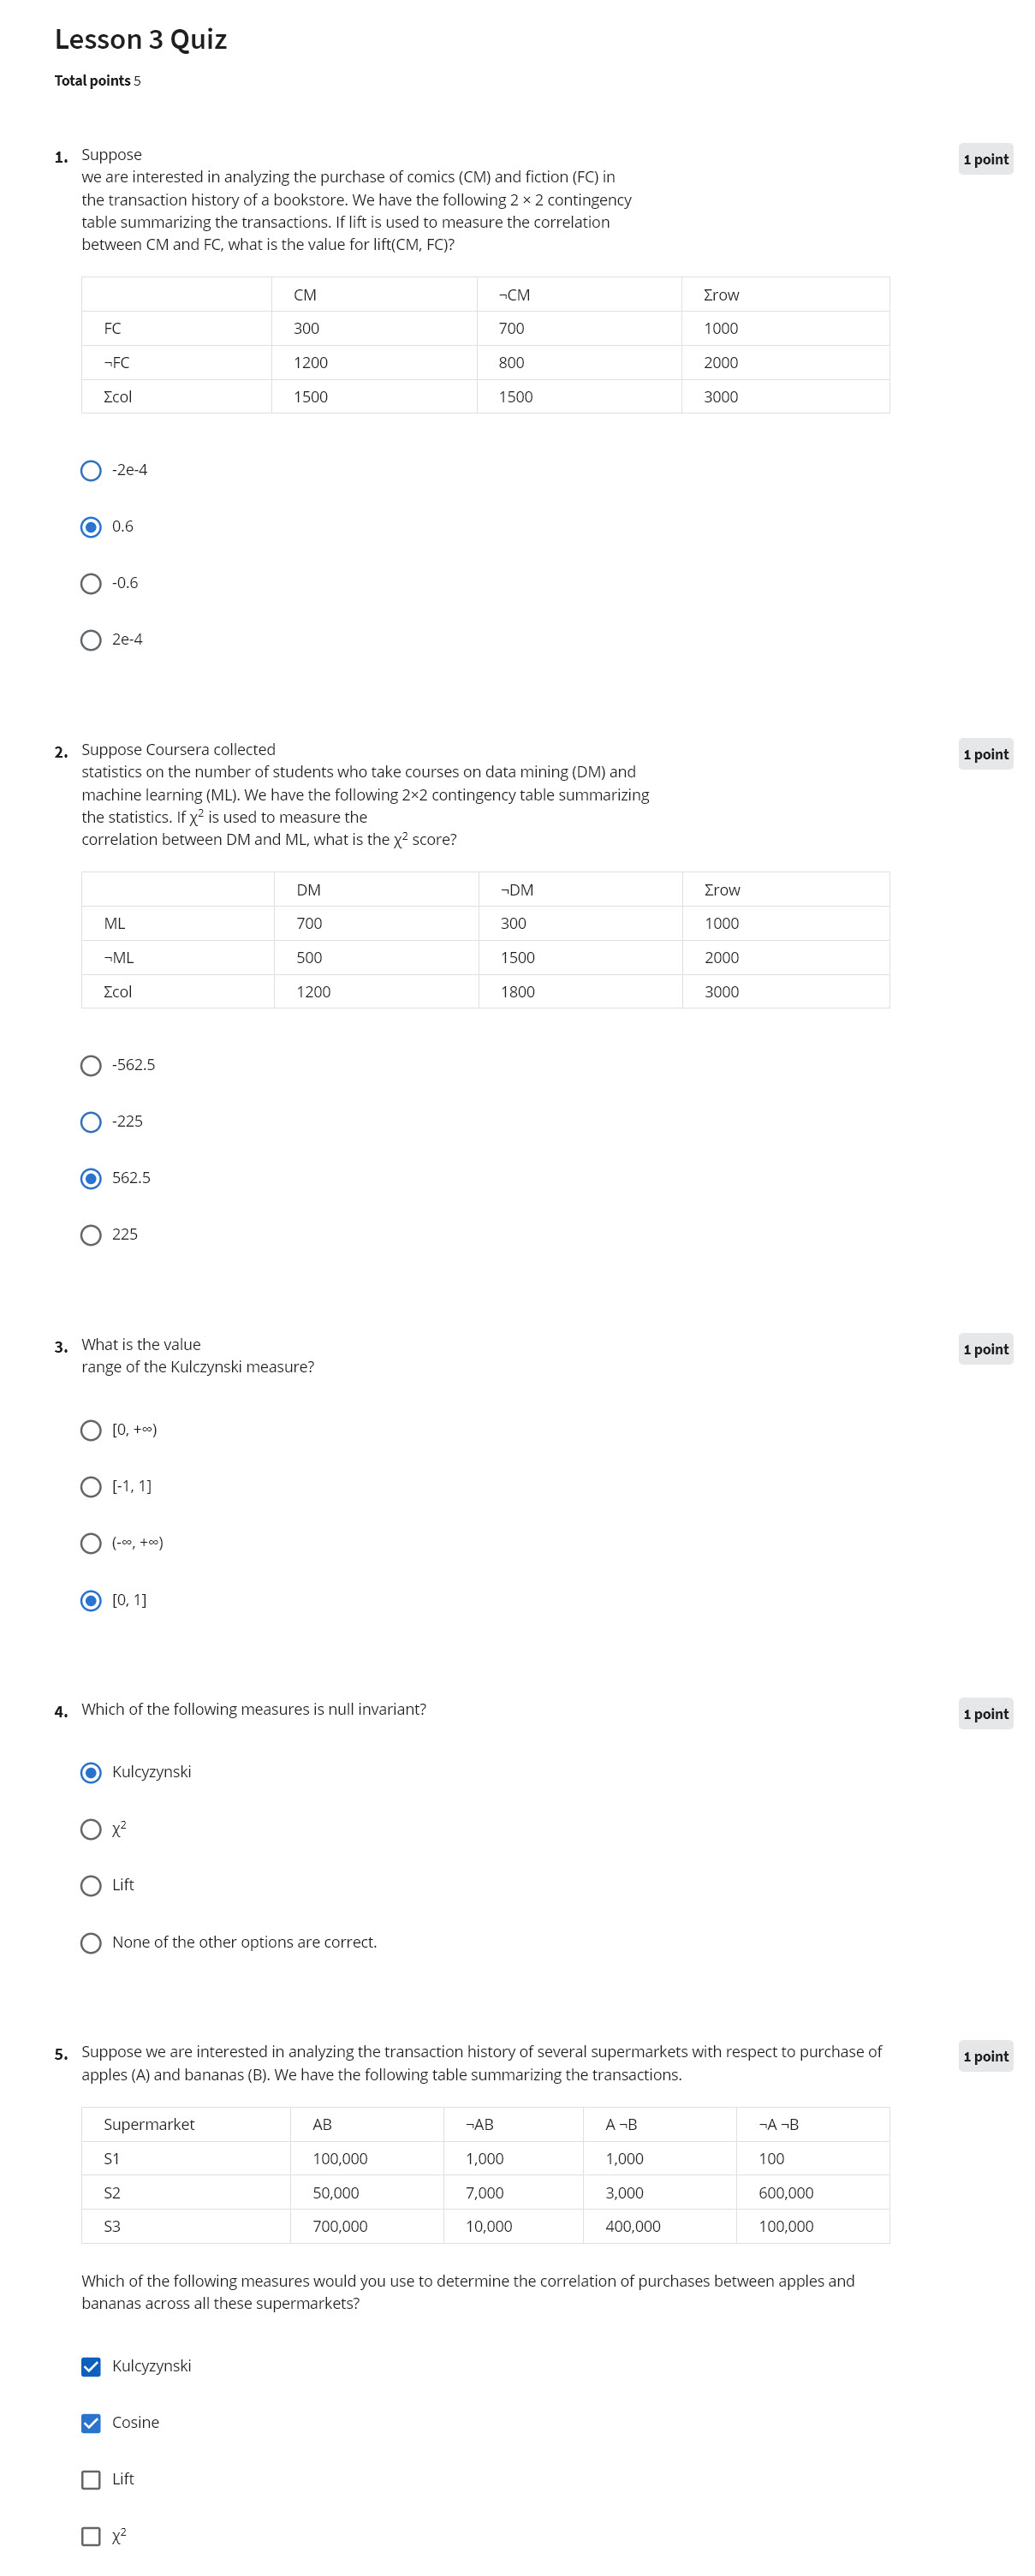 Lesson 3 Quiz
Total points 5
1. Suppose 1 point
we are interested in analyzing the purchase of comics (CM) and fiction (FC) in
the transaction history of a bookstore. We have the following 2 × 2 contingency
table summarizing the transactions. If lift is used to measure the correlation
between CM and FC, what is the value for lift(CM, FC)?
CM ¬CM Σrow
FC 300 700 1000
¬FC 1200 800 2000
Σcol 1500 1500 3000
-2e-4
0.6
-0.6
2e-4
2. Suppose Coursera collected 1 point
statistics on the number of students who take courses on data mining (DM) and
machine learning (ML). We have the following 2×2 contingency table summarizing
the statistics. If χ² is used to measure the
correlation between DM and ML, what is the χ² score?
DM ¬DM Σrow
ML 700 300 1000
¬ML 500 1500 2000
Σcol 1200 1800 3000
-562.5
-225
562.5
225
3. What is the value 1 point
range of the Kulczynski measure?
[0, +∞)
[-1, 1]
(-∞, +∞)
[0, 1]
4. Which of the following measures is null invariant? 1 point
Kulcyzynski
χ²
Lift
None of the other options are correct.
5. Suppose we are interested in analyzing the transaction history of several supermarkets with respect to purchase of 1 point
apples (A) and bananas (B). We have the following table summarizing the transactions.
Supermarket AB ¬AB A ¬B ¬A ¬B
S1 100,000 1,000 1,000 100
S2 50,000 7,000 3,000 600,000
S3 700,000 10,000 400,000 100,000
Which of the following measures would you use to determine the correlation of purchases between apples and
bananas across all these supermarkets?
Kulcyzynski
Cosine
Lift
χ²